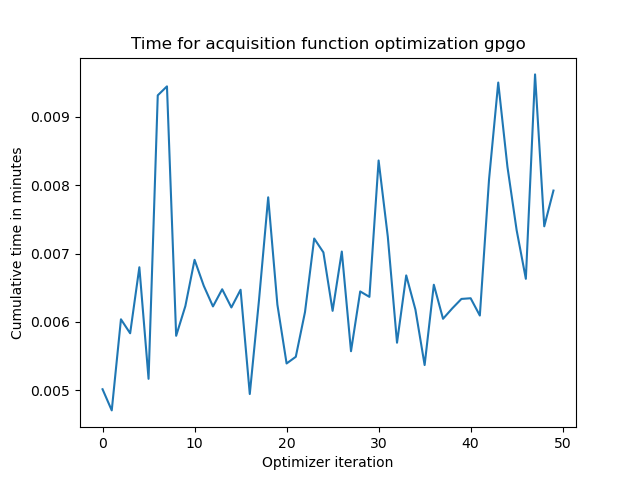 Time for acquisition function optimization gpgo
Cumulative time in minutes
0.009
0.008
0.007
0.006
0.005
0 10 20 30 40 50
Optimizer iteration